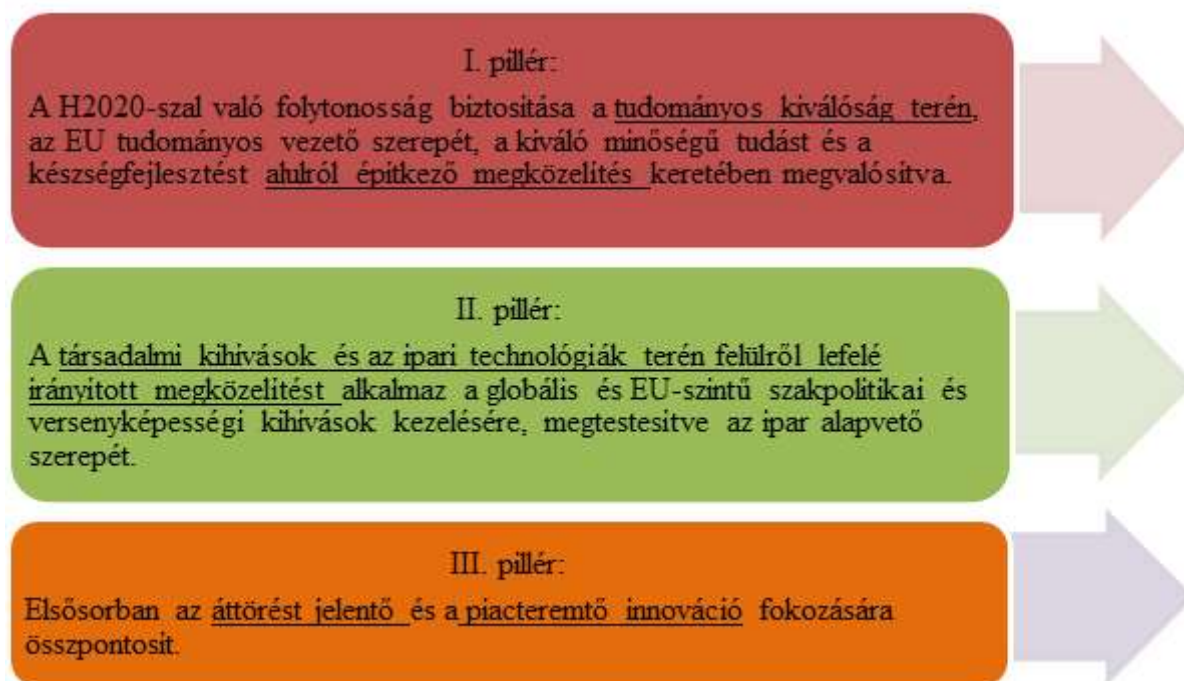 I. pillér:
A H2020-szal való folytonosság biztosítása a tudományos kiválóság terén,
az EU tudományos vezető szerepét, a kiváló minőségű tudást és a
készségfejlesztést alulról építkező megközelítés keretében megvalósítva.
II. pillér:
A társadalmi kihívások és az ipari technológiák terén felülről lefelé
irányított megközelítést alkalmaz a globális és EU-szintű szakpolitikai és
versenyképességi kihívások kezelésére, megtestesítve az ipar alapvető
szerepét.
III. pillér:
Elsősorban az áttörést jelentő és a piacteremtő innováció fokozására
összpontosít.